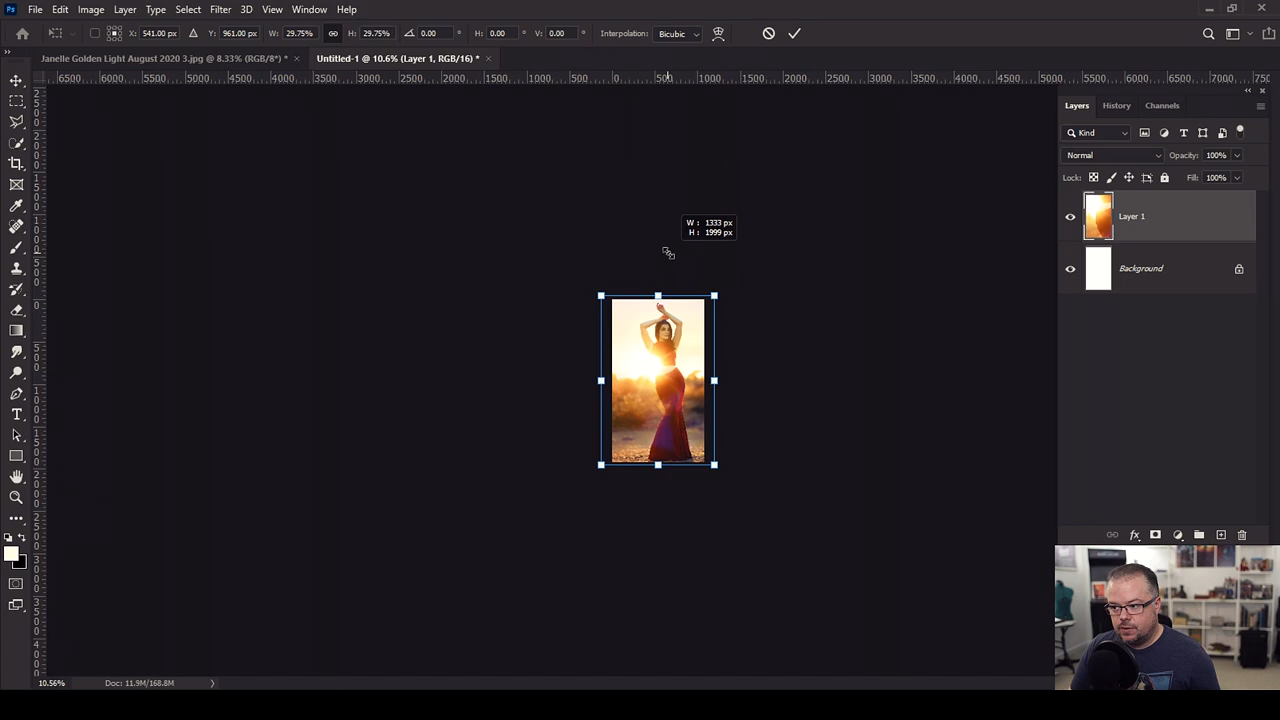 Ps File Edit Image Layer Type Select Filter 3D View Window Help
X: 541.00 px Y: 961.00 px W: 29.75% H: 29.75% 0.00 ° H: 0.00 ° V: 0.00 ° Interpolation: Bicubic
Janelle Golden Light August 2020 3.jpg @ 8.33% (RGB/8*) * × Untitled-1 @ 10.6% (Layer 1, RGB/16) * ×
6500 6000 5500 5000 4500 4000 3500 3000 2500 2000 1500 1000 500 0 500 1000 1500 2000 2500 3000 3500 4000 4500 5000 5500 6000 6500 7000 750
Layers History Channels
Kind
Normal Opacity: 100%
Lock: Fill: 100%
Layer 1
W: 1333 px
H: 1999 px
Background
10.56% Doc: 11.9M/168.8M